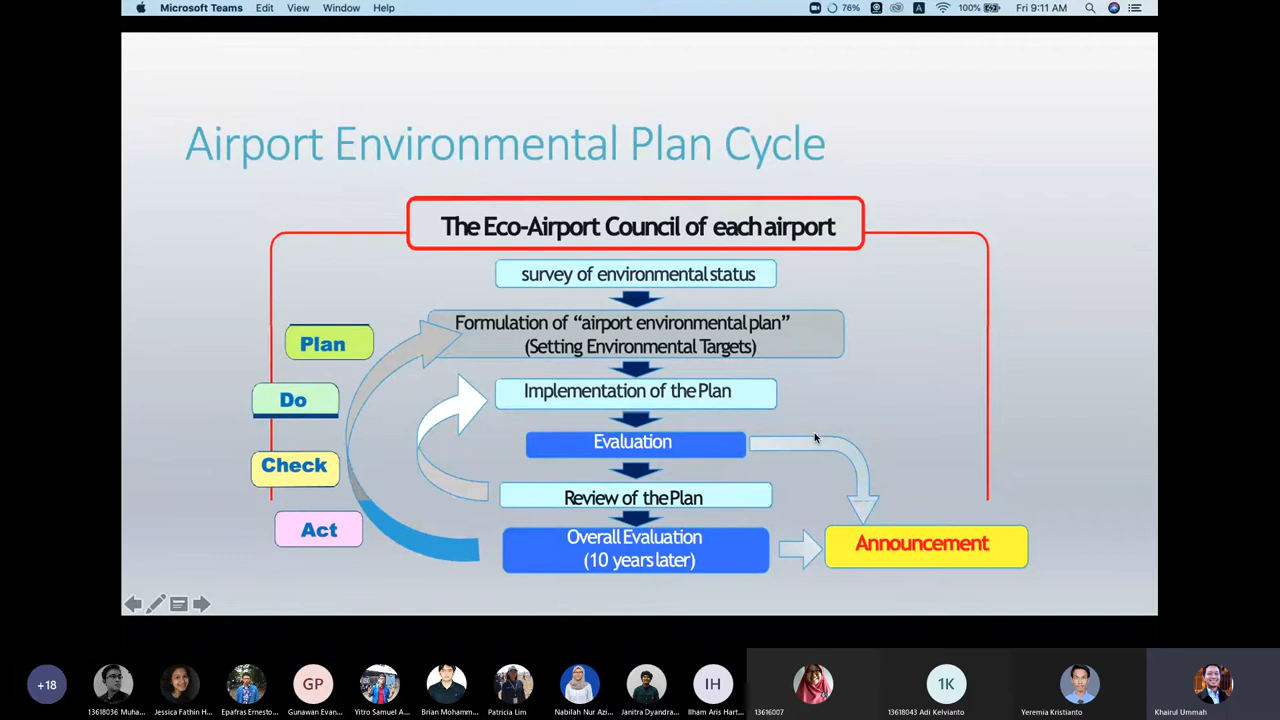 Microsoft Teams Edit View Window Help 76% A 100% Fri 9:11 AM
Airport Environmental Plan Cycle
The Eco-Airport Council of each airport
survey of environmental status
Formulation of “airport environmental plan”
(Setting Environmental Targets)
Plan
Implementation of the Plan
Do
Evaluation
Check
Review of the Plan
Act
Overall Evaluation
(10 years later)
Announcement
+18 GP IH 1K
13618036 Muha... Jessica Fathin H... Epafras Ernesto... Gunawan Evan... Yitro Samuel A... Brian Mohamm... Patricia Lim Nabilah Nur Azi... Janitra Dyandra... Ilham Aris Hart... 13616007 13618043 Adi Kelvianto Yeremia Kristianto Khairul Ummah